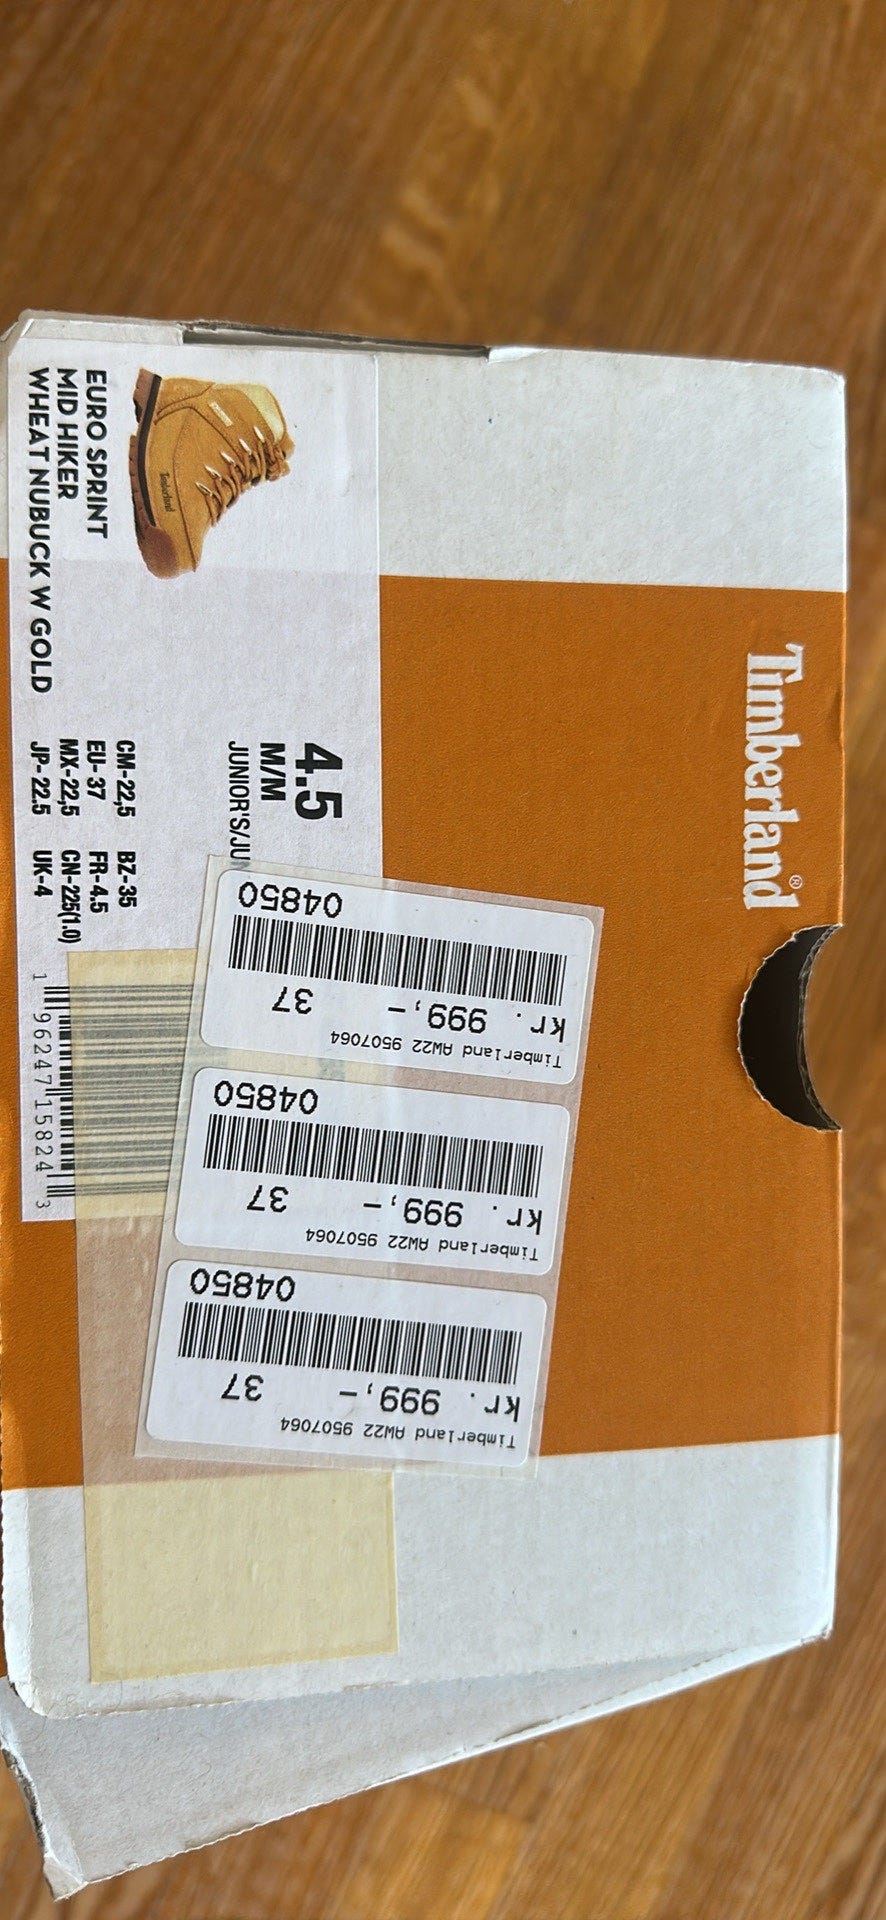 Timberland®
4.5
M/M
JUNIOR'S/JU
EURO SPRINT
MID HIKER
WHEAT NUBUCK W GOLD
Timberland
CM-22,5 BZ-35
EU-37 FR-4.5
MX-22,5 CN-225(1.0)
JP-22.5 UK-4
1 96247 15824 3
Timberland AW22 9507064
kr. 999,- 37
04850
Timberland AW22 9507064
kr. 999,- 37
04850
Timberland AW22 9507064
kr. 999,- 37
04850